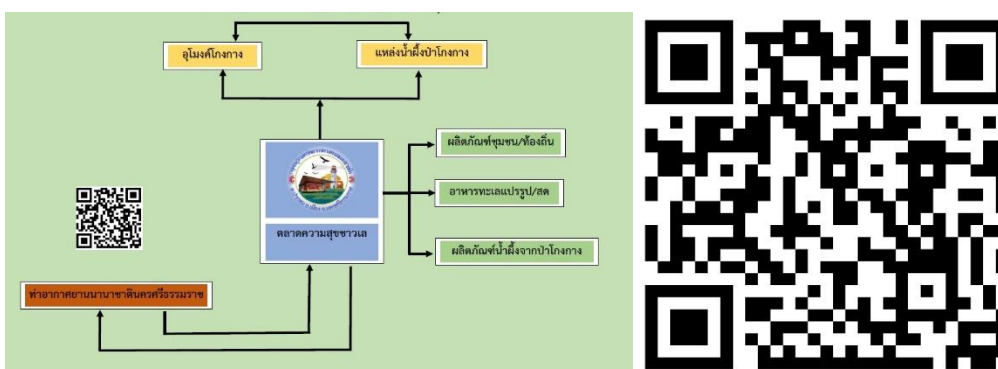 อุโมงค์โกงกาง
แหล่งน้ำผึ้งป่าโกงกาง
ผลิตภัณฑ์ชุมชน/ท้องถิ่น
อาหารทะเลแปรรูป/สด
ตลาดความสุขชาวเล
ผลิตภัณฑ์น้ำผึ้งจากป่าโกงกาง
ท่าอากาศยานนานาชาตินครศรีธรรมราช